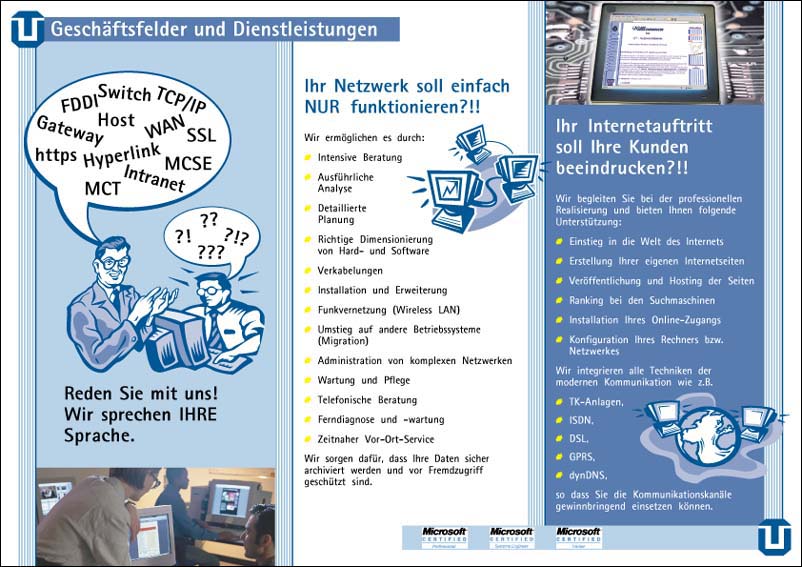 Geschäftsfelder und Dienstleistungen
FDDI
Switch
TCP/IP
Host
WAN
Gateway
SSL
https
Hyperlink
MCSE
Intranet
MCT
??
?!
?!?
???
Reden Sie mit uns!
Wir sprechen IHRE
Sprache.
Ihr Netzwerk soll einfach
NUR funktionieren?!!
Wir ermöglichen es durch:
Intensive Beratung
Ausführliche
Analyse
Detaillierte
Planung
Richtige Dimensionierung
von Hard- und Software
Verkabelungen
Installation und Erweiterung
Funkvernetzung (Wireless LAN)
Umstieg auf andere Betriebssysteme
(Migration)
Administration von komplexen Netzwerken
Wartung und Pflege
Telefonische Beratung
Ferndiagnose und -wartung
Zeitnaher Vor-Ort-Service
Wir sorgen dafür, dass Ihre Daten sicher
archiviert werden und vor Fremdzugriff
geschützt sind.
Ihr Internetauftritt
soll Ihre Kunden
beeindrucken?!!
Wir begleiten Sie bei der professionellen
Realisierung und bieten Ihnen folgende
Unterstützung:
Einstieg in die Welt des Internets
Erstellung Ihrer eigenen Internetseiten
Veröffentlichung und Hosting der Seiten
Ranking bei den Suchmaschinen
Installation Ihres Online-Zugangs
Konfiguration Ihres Rechners bzw.
Netzwerkes
Wir integrieren alle Techniken der
modernen Kommunikation wie z.B.
TK-Anlagen,
ISDN,
DSL,
GPRS,
dynDNS,
so dass Sie die Kommunikationskanäle
gewinnbringend einsetzen können.
Microsoft
CERTIFIED
Professional
Microsoft
CERTIFIED
Systems Engineer
Microsoft
CERTIFIED
Trainer